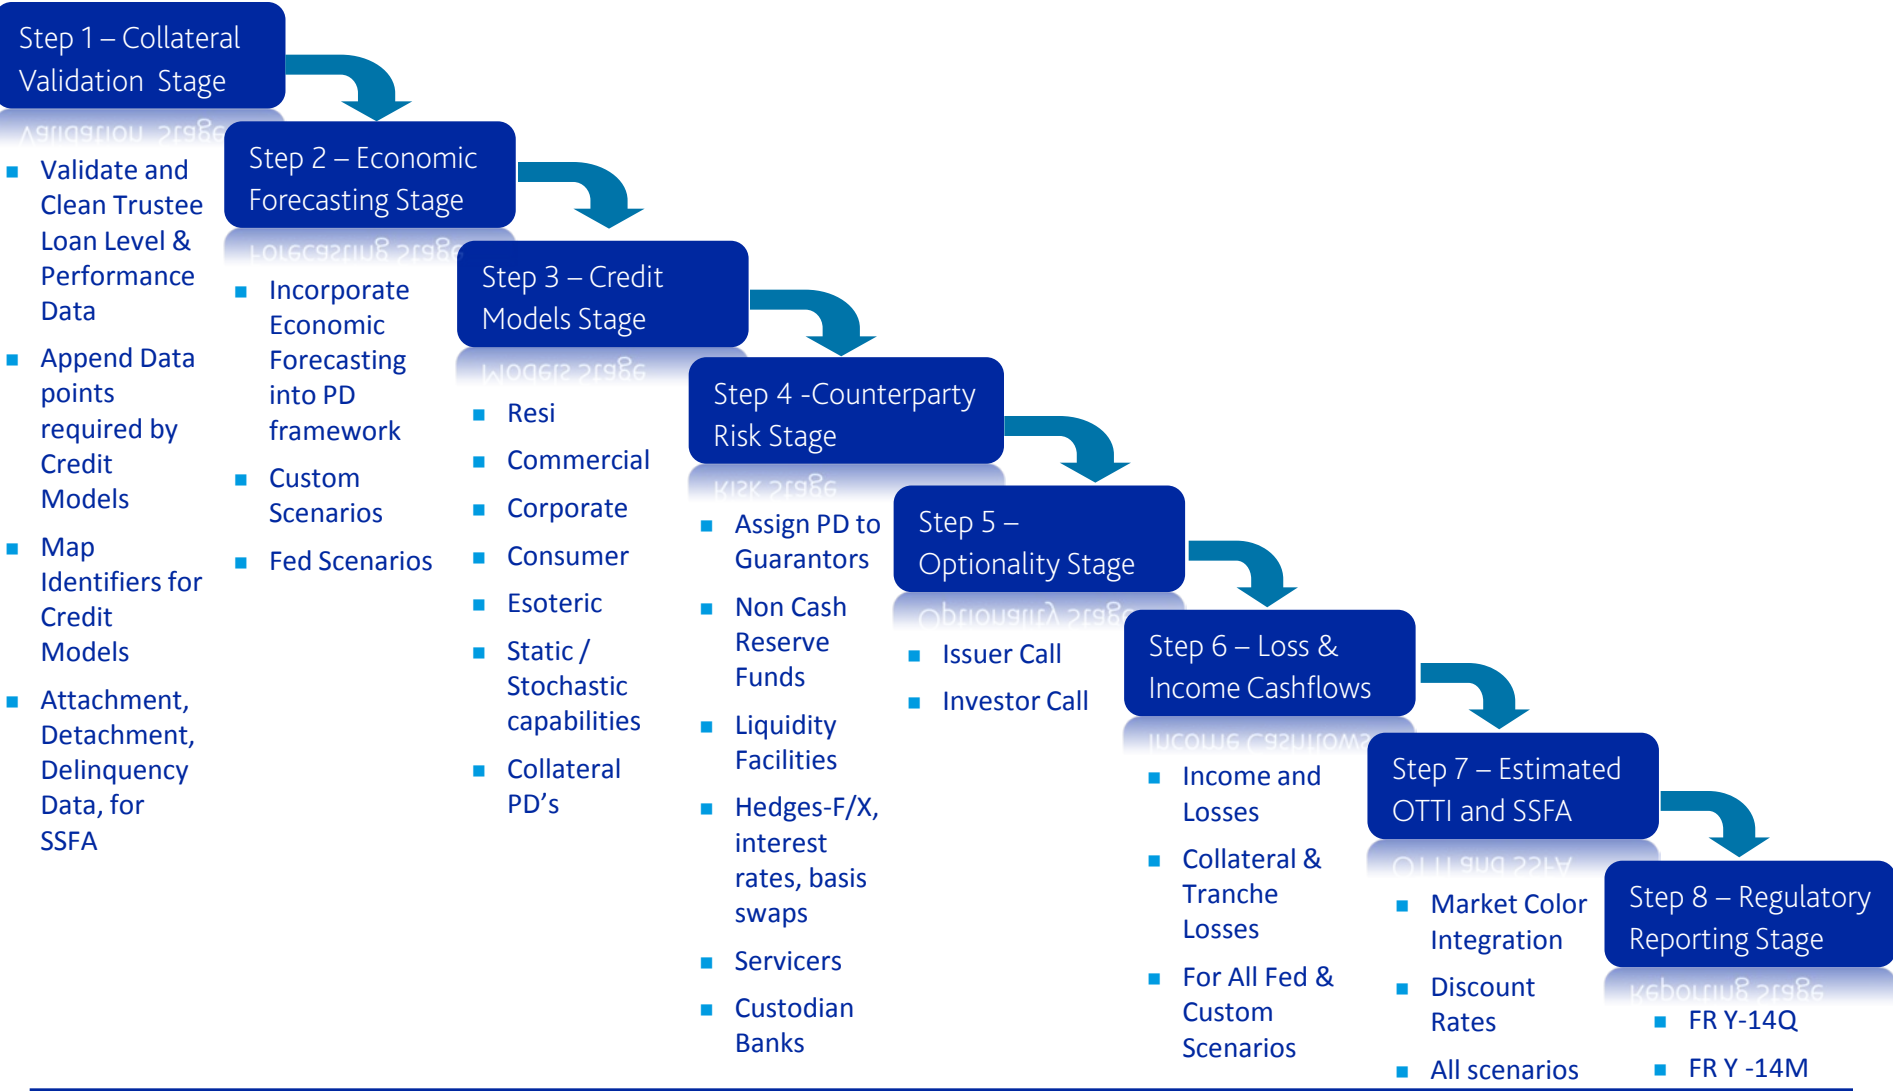 Step 1 – Collateral
Validation Stage
Validate and
Clean Trustee
Loan Level &
Performance
Data
Append Data
points
required by
Credit
Models
Map
Identifiers for
Credit
Models
Attachment,
Detachment,
Delinquency
Data, for
SSFA
Step 2 – Economic
Forecasting Stage
Incorporate
Economic
Forecasting
into PD
framework
Custom
Scenarios
Fed Scenarios
Step 3 – Credit
Models Stage
Resi
Commercial
Corporate
Consumer
Esoteric
Static /
Stochastic
capabilities
Collateral
PD’s
Step 4 -Counterparty
Risk Stage
Assign PD to
Guarantors
Non Cash
Reserve
Funds
Liquidity
Facilities
Hedges-F/X,
interest
rates, basis
swaps
Servicers
Custodian
Banks
Step 5 –
Optionality Stage
Issuer Call
Investor Call
Step 6 – Loss &
Income Cashflows
Income and
Losses
Collateral &
Tranche
Losses
For All Fed &
Custom
Scenarios
Step 7 – Estimated
OTTI and SSFA
Market Color
Integration
Discount
Rates
All scenarios
Step 8 – Regulatory
Reporting Stage
FR Y-14Q
FR Y -14M